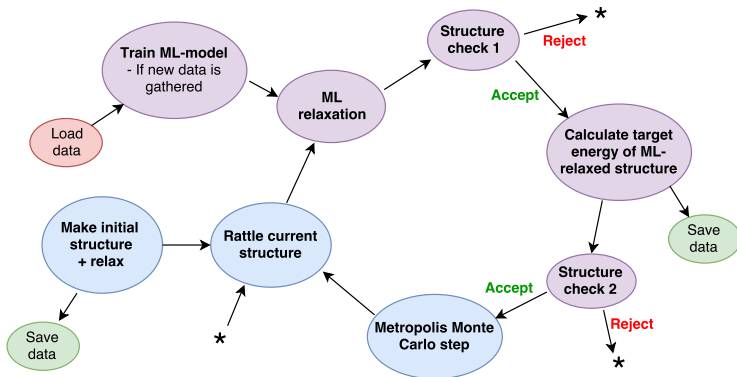 Train ML-model
- If new data is
gathered
Load
data
ML
relaxation
Structure
check 1
*
Reject
Accept
Calculate target
energy of ML-
relaxed structure
Save
data
Make initial
structure
+ relax
Rattle current
structure
Structure
check 2
Accept
Reject
Metropolis Monte
Carlo step
Save
data
*
*